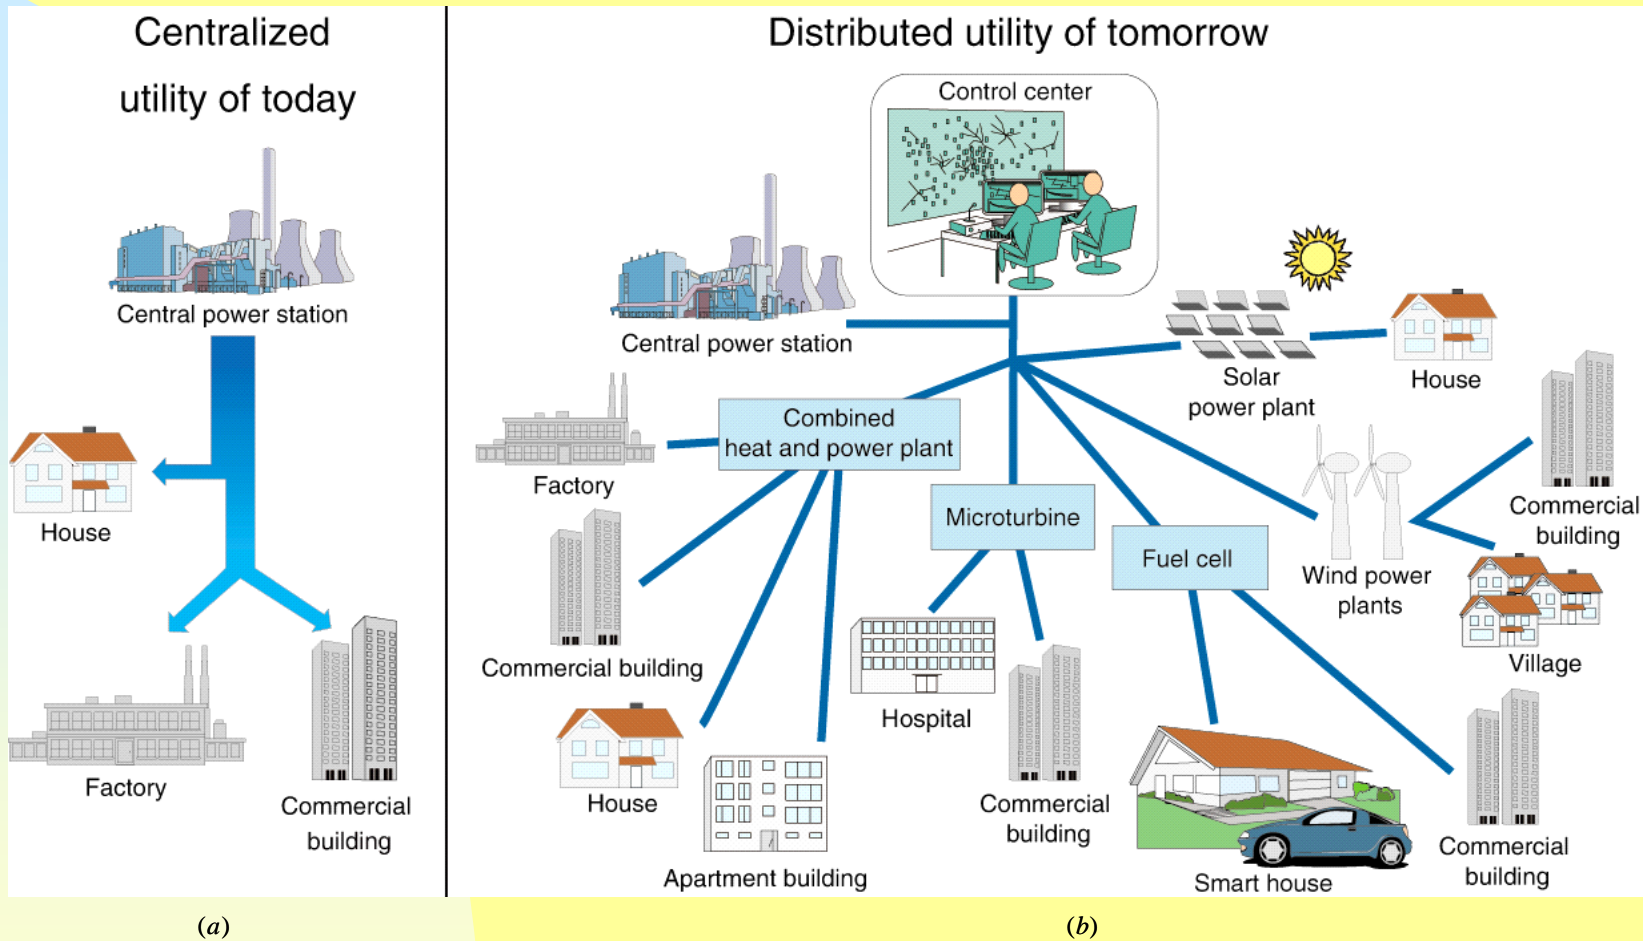 Centralized
utility of today
Central power station
House
Factory
Commercial
building
(a)
Distributed utility of tomorrow
Control center
Central power station
Solar
power plant
House
Combined
heat and power plant
Factory
Commercial
building
Microturbine
Fuel cell
Wind power
plants
Village
Commercial building
Hospital
House
Commercial
building
Apartment building
Smart house
Commercial
building
(b)